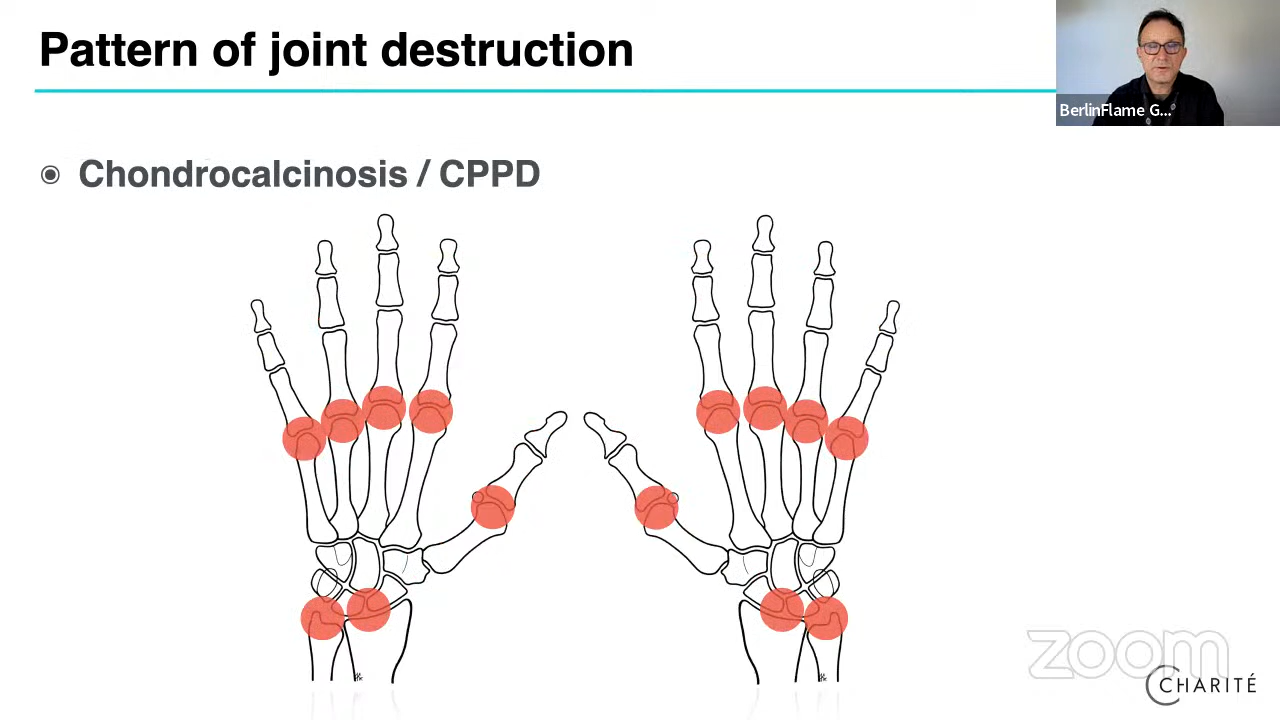 Pattern of joint destruction
BerlinFlame G...
Chondrocalcinosis / CPPD
zoom
CHARITÉ